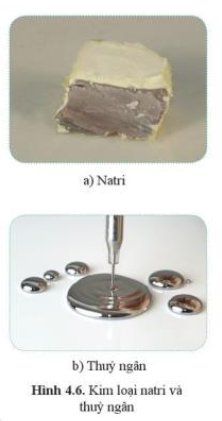 a) Natri
b) Thuỷ ngân
Hình 4.6. Kim loại natri và
thuỷ ngân